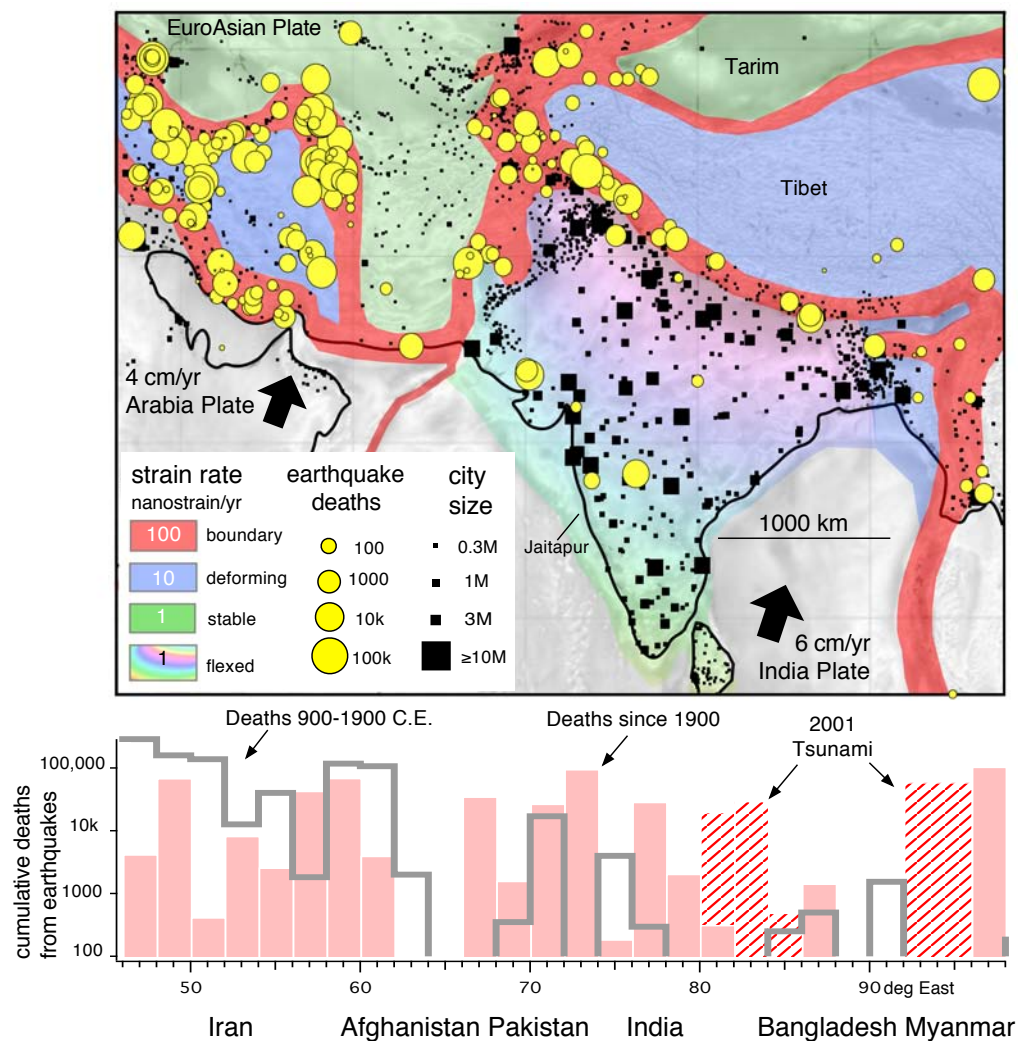 EuroAsian Plate
Tarim
Tibet
4 cm/yr
Arabia Plate
strain rate
nanostrain/yr
100 boundary
10 deforming
1 stable
1 flexed
earthquake
deaths
100
1000
10k
100k
city
size
0.3M
1M
3M
≥10M
Jaitapur
1000 km
6 cm/yr
India Plate
Deaths 900-1900 C.E.
Deaths since 1900
2001
Tsunami
cumulative deaths
from earthquakes
100,000
10k
1000
100
50 60 70 80 90 deg East
Iran Afghanistan Pakistan India Bangladesh Myanmar